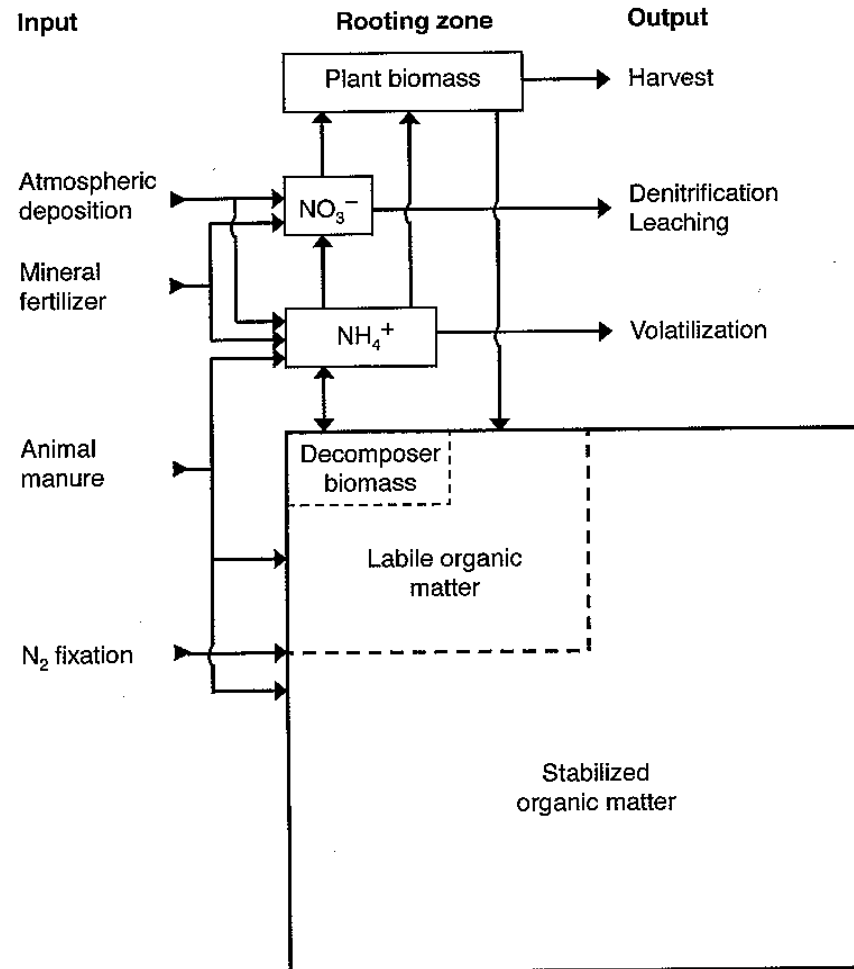 Input
Rooting zone
Output
Plant biomass
Harvest
Atmospheric
deposition
NO₃⁻
Denitrification
Leaching
Mineral
fertilizer
NH₄⁺
Volatilization
Animal
manure
Decomposer
biomass
Labile organic
matter
N₂ fixation
Stabilized
organic matter